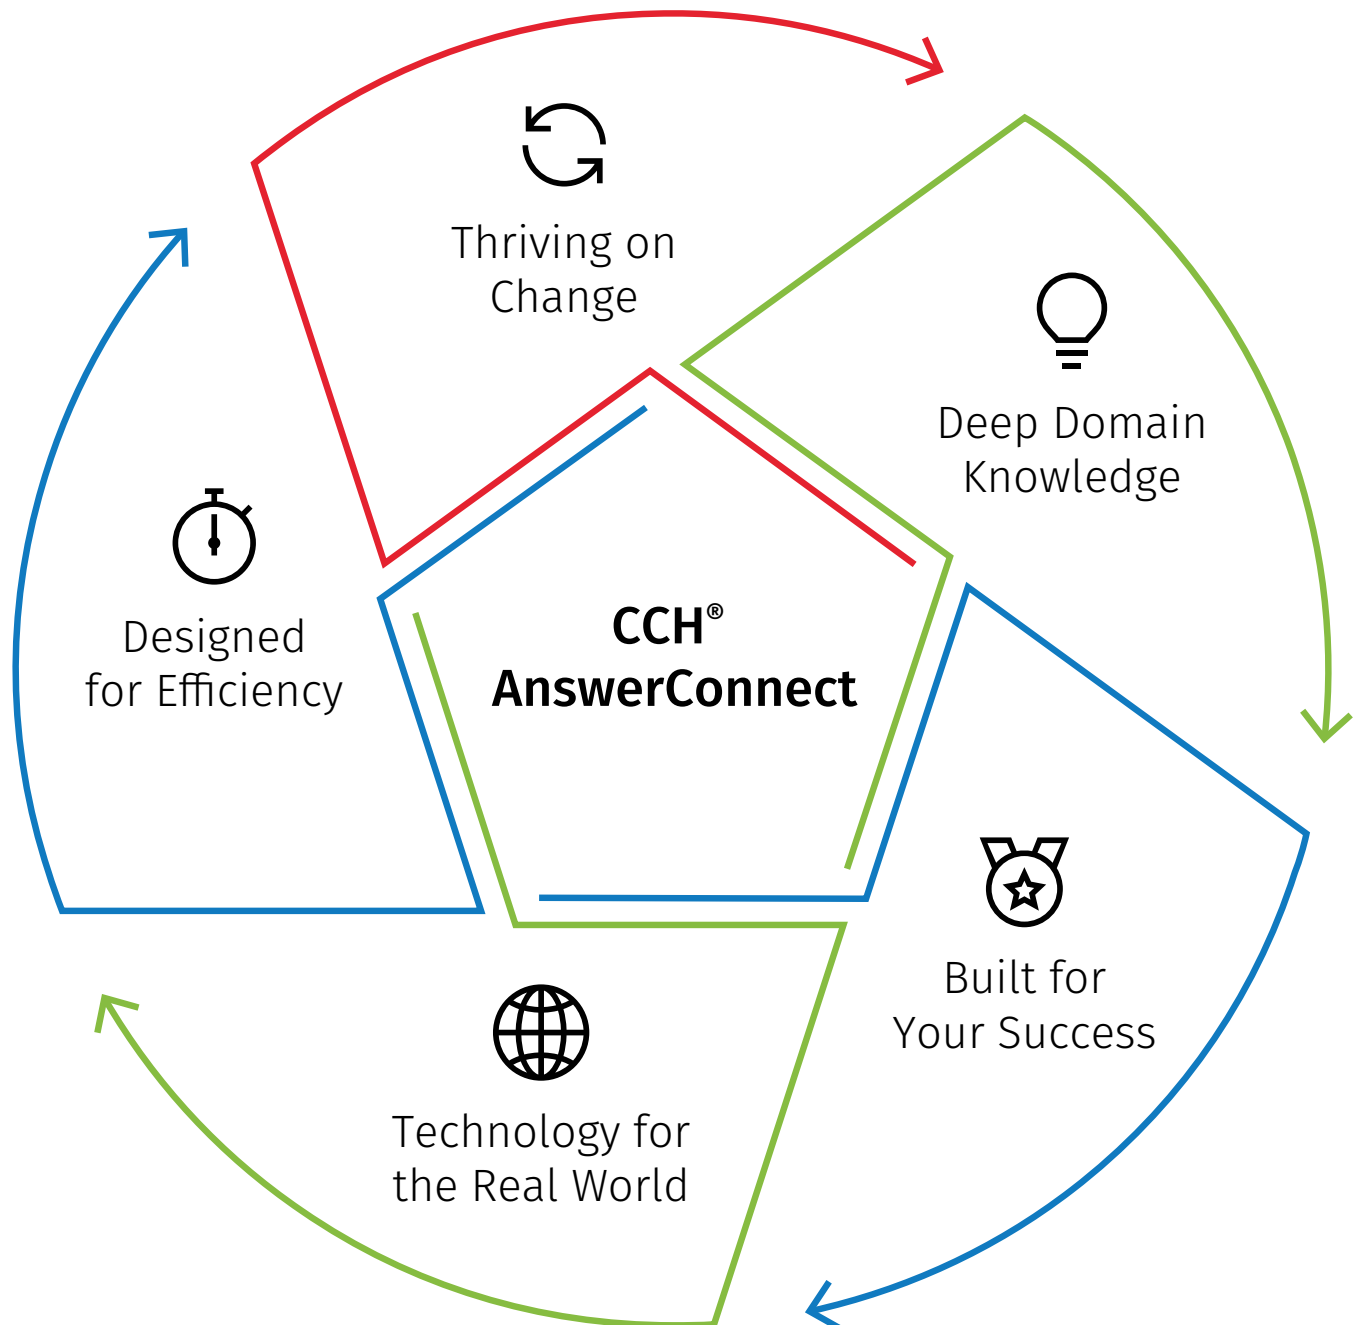 Thriving on
Change
Deep Domain
Knowledge
Designed
for Efficiency
CCH®
AnswerConnect
Built for
Your Success
Technology for
the Real World